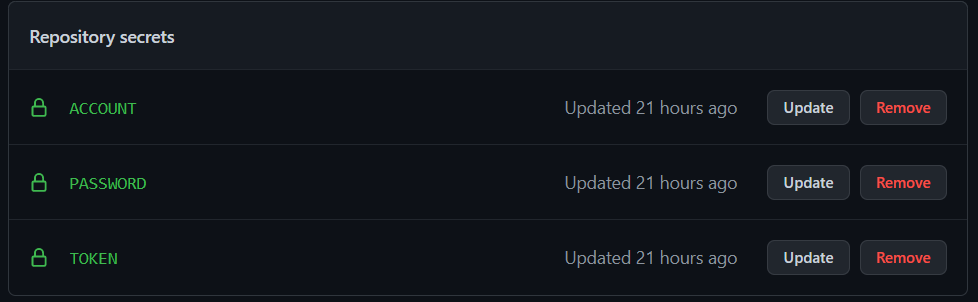 Repository secrets
ACCOUNT Updated 21 hours ago Update Remove
PASSWORD Updated 21 hours ago Update Remove
TOKEN Updated 21 hours ago Update Remove